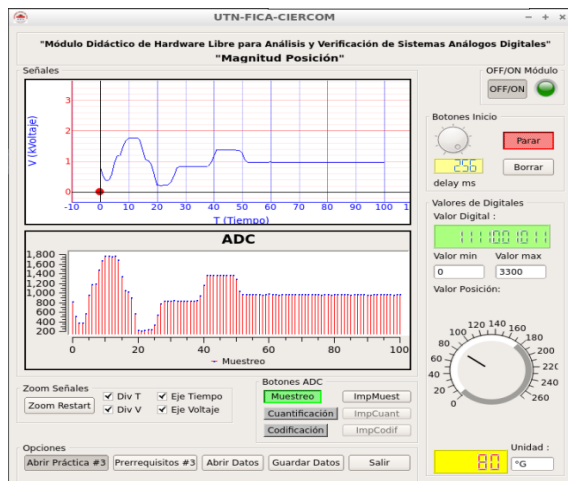 UTN-FICA-CIERCOM
"Módulo Didáctico de Hardware Libre para Análisis y Verificación de Sistemas Análogos Digitales"
"Magnitud Posición"
Señales
V (kVoltaje)
3
2
1
0
-10 0 10 20 30 40 50 60 70 80 90 100 1
T (Tiempo)
ADC
1,800
1,600
1,400
1,200
1,000
800
600
400
200
0 20 40 60 80 100
Muestreo
Zoom Señales
Zoom Restart
Div T
Eje Tiempo
Div V
Eje Voltaje
Botones ADC
Muestreo
ImpMuest
Cuantificación
ImpCuant
Codificación
ImpCodif
Opciones
Abrir Práctica #3
Prerrequisitos #3
Abrir Datos
Guardar Datos
Salir
OFF/ON Módulo
OFF/ON
Botones Inicio
Parar
256
Borrar
delay ms
Valores de Digitales
Valor Digital :
1111001011
Valor min Valor max
0 3300
Valor Posición:
0 20 40 60 80 100 120 140 160 180 200 220 240 260
80
Unidad :
°G